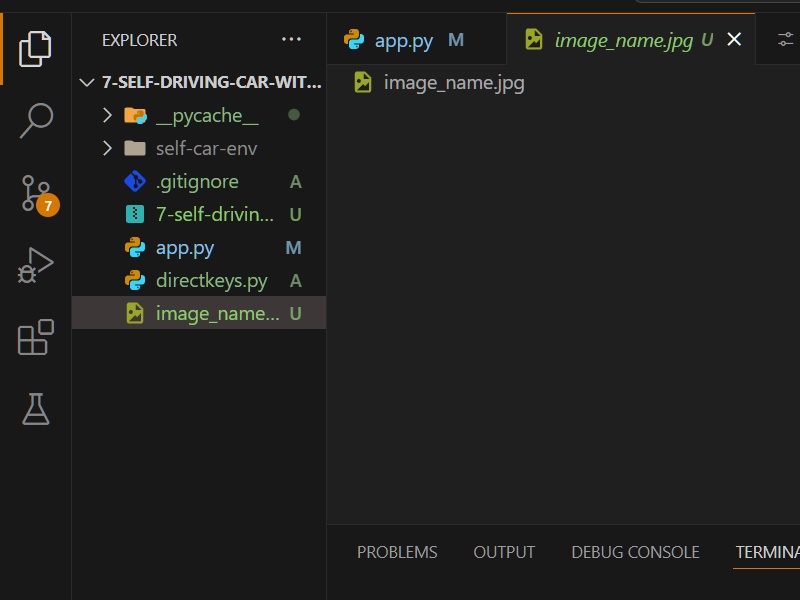 EXPLORER ...
7-SELF-DRIVING-CAR-WIT...
__pycache__
self-car-env
.gitignore A
7-self-drivin... U
app.py M
directkeys.py A
image_name... U
7
app.py M
image_name.jpg U
image_name.jpg
PROBLEMS OUTPUT DEBUG CONSOLE TERMINA